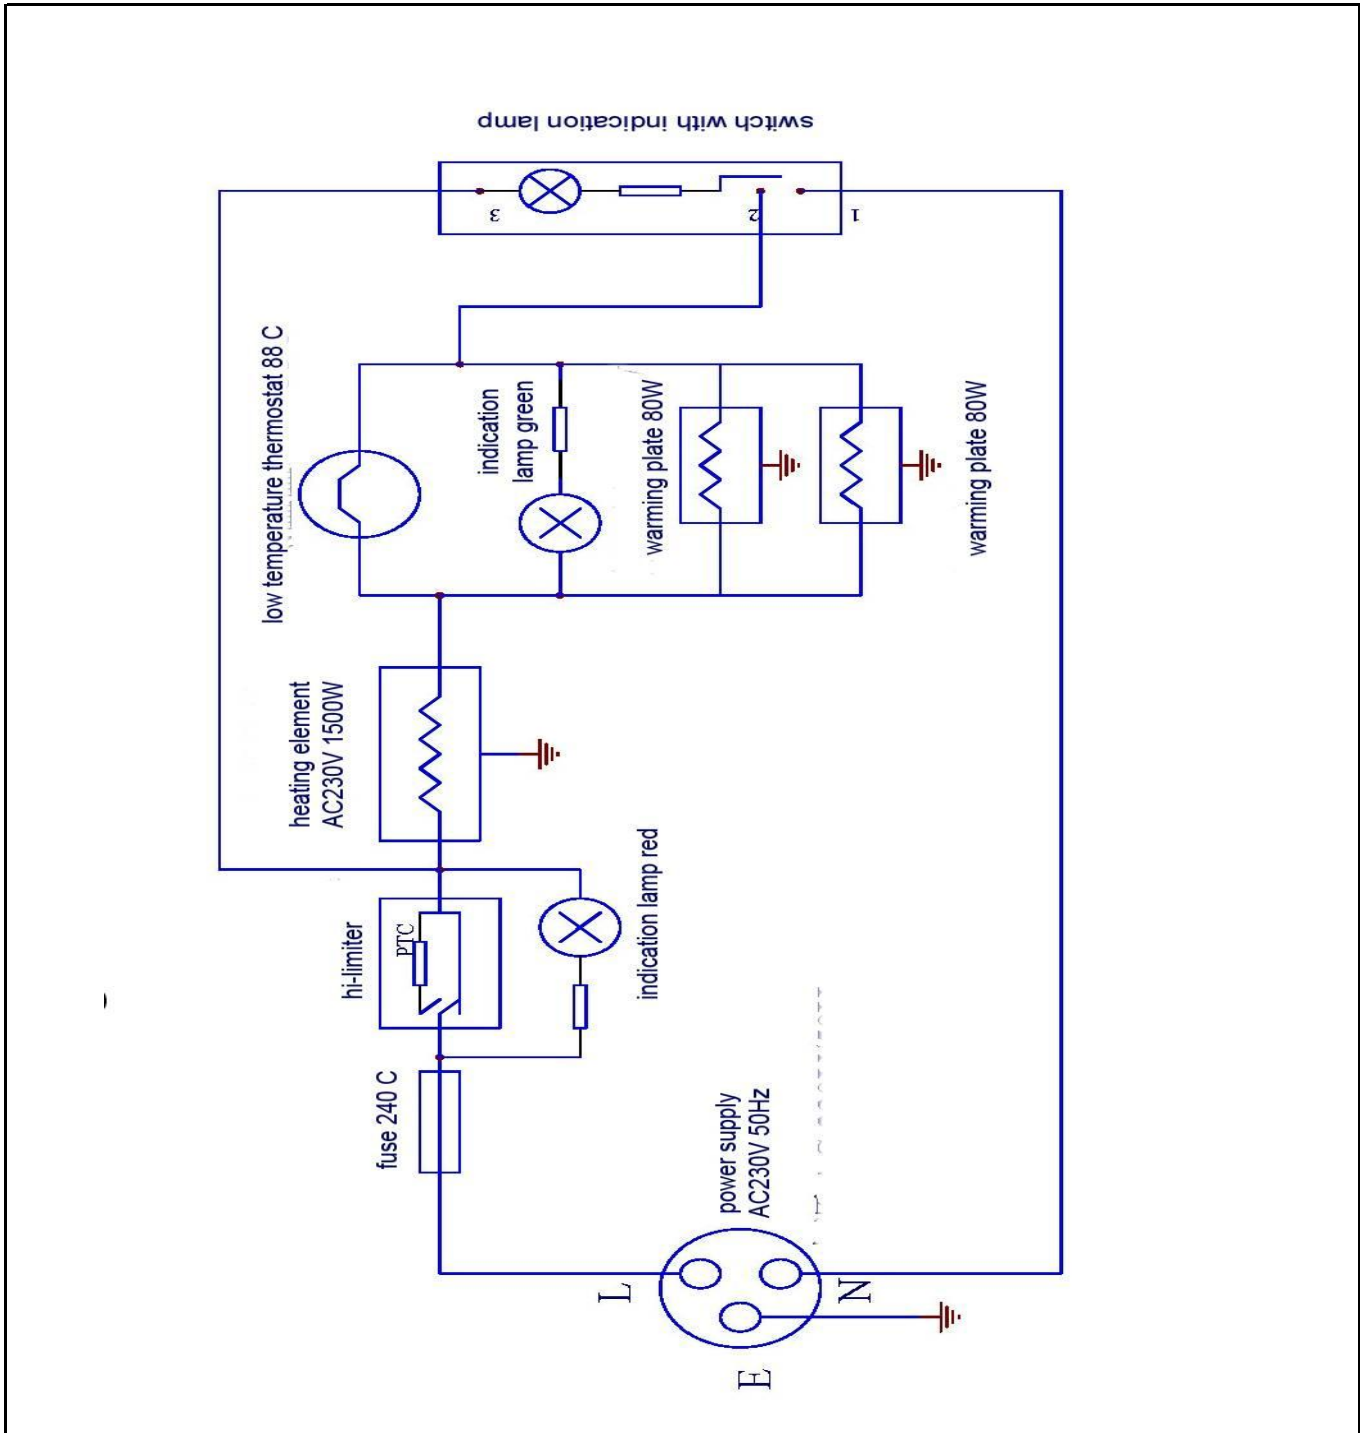 switch with indication lamp
3
2
1
low temperature thermostat 88 C
indication
lamp green
warming plate 80W
warming plate 80W
heating element
AC230V 1500W
indication lamp red
hi-limiter
PTC
fuse 240 C
power supply
AC230V 50Hz
L
N
E